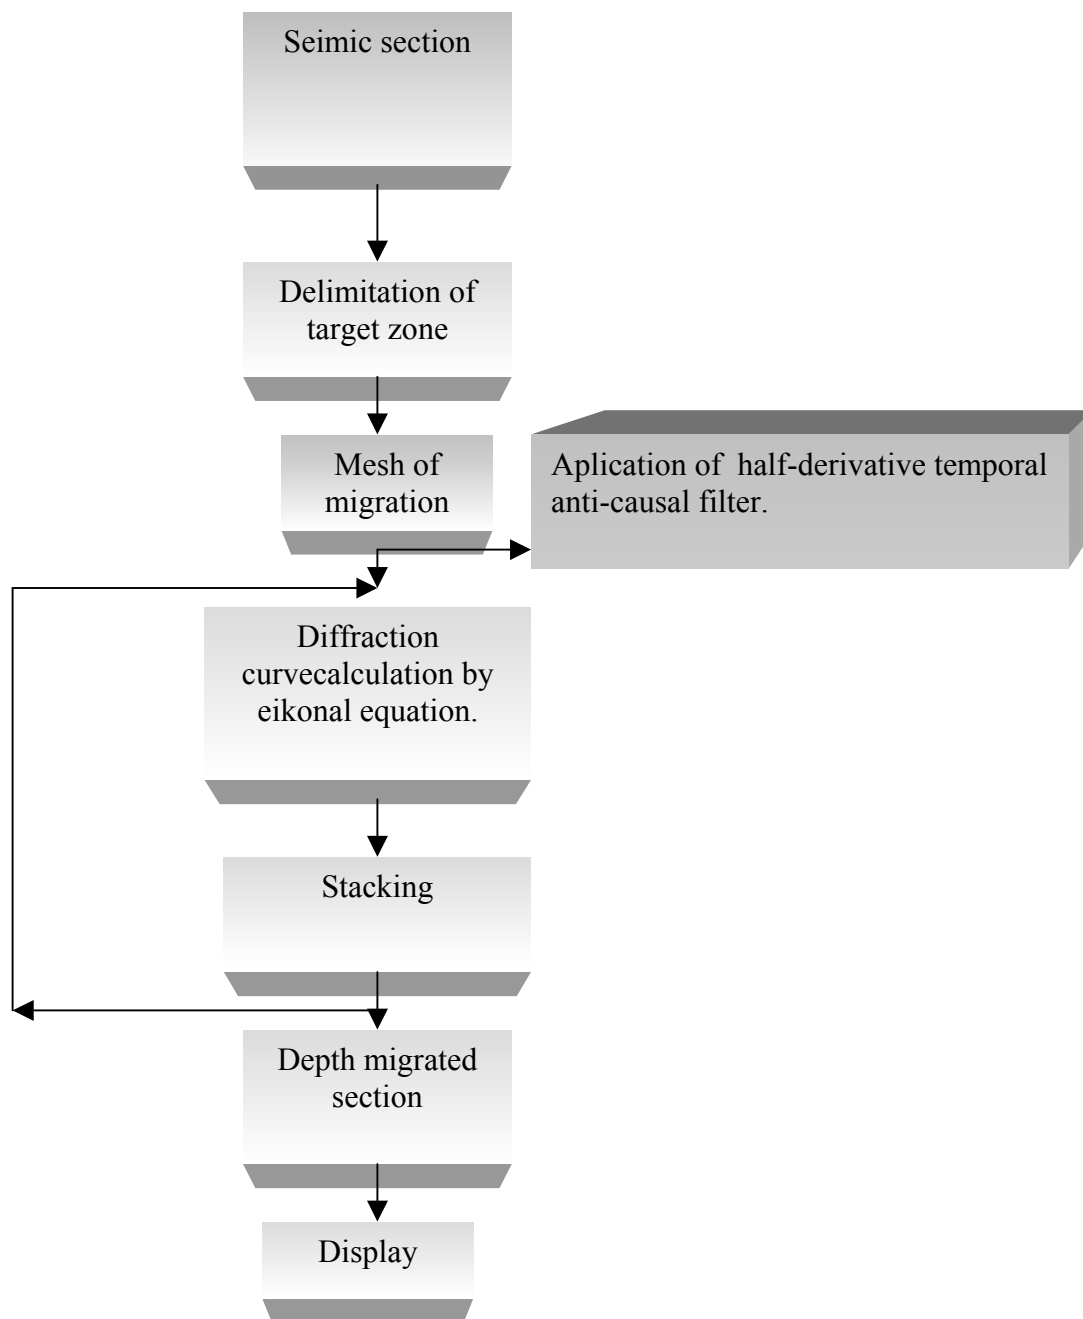 Seimic section
Delimitation of
target zone
Mesh of
migration
Aplication of  half-derivative temporal
anti-causal filter.
Diffraction
curvecalculation by
eikonal equation.
Stacking
Depth migrated
section
Display